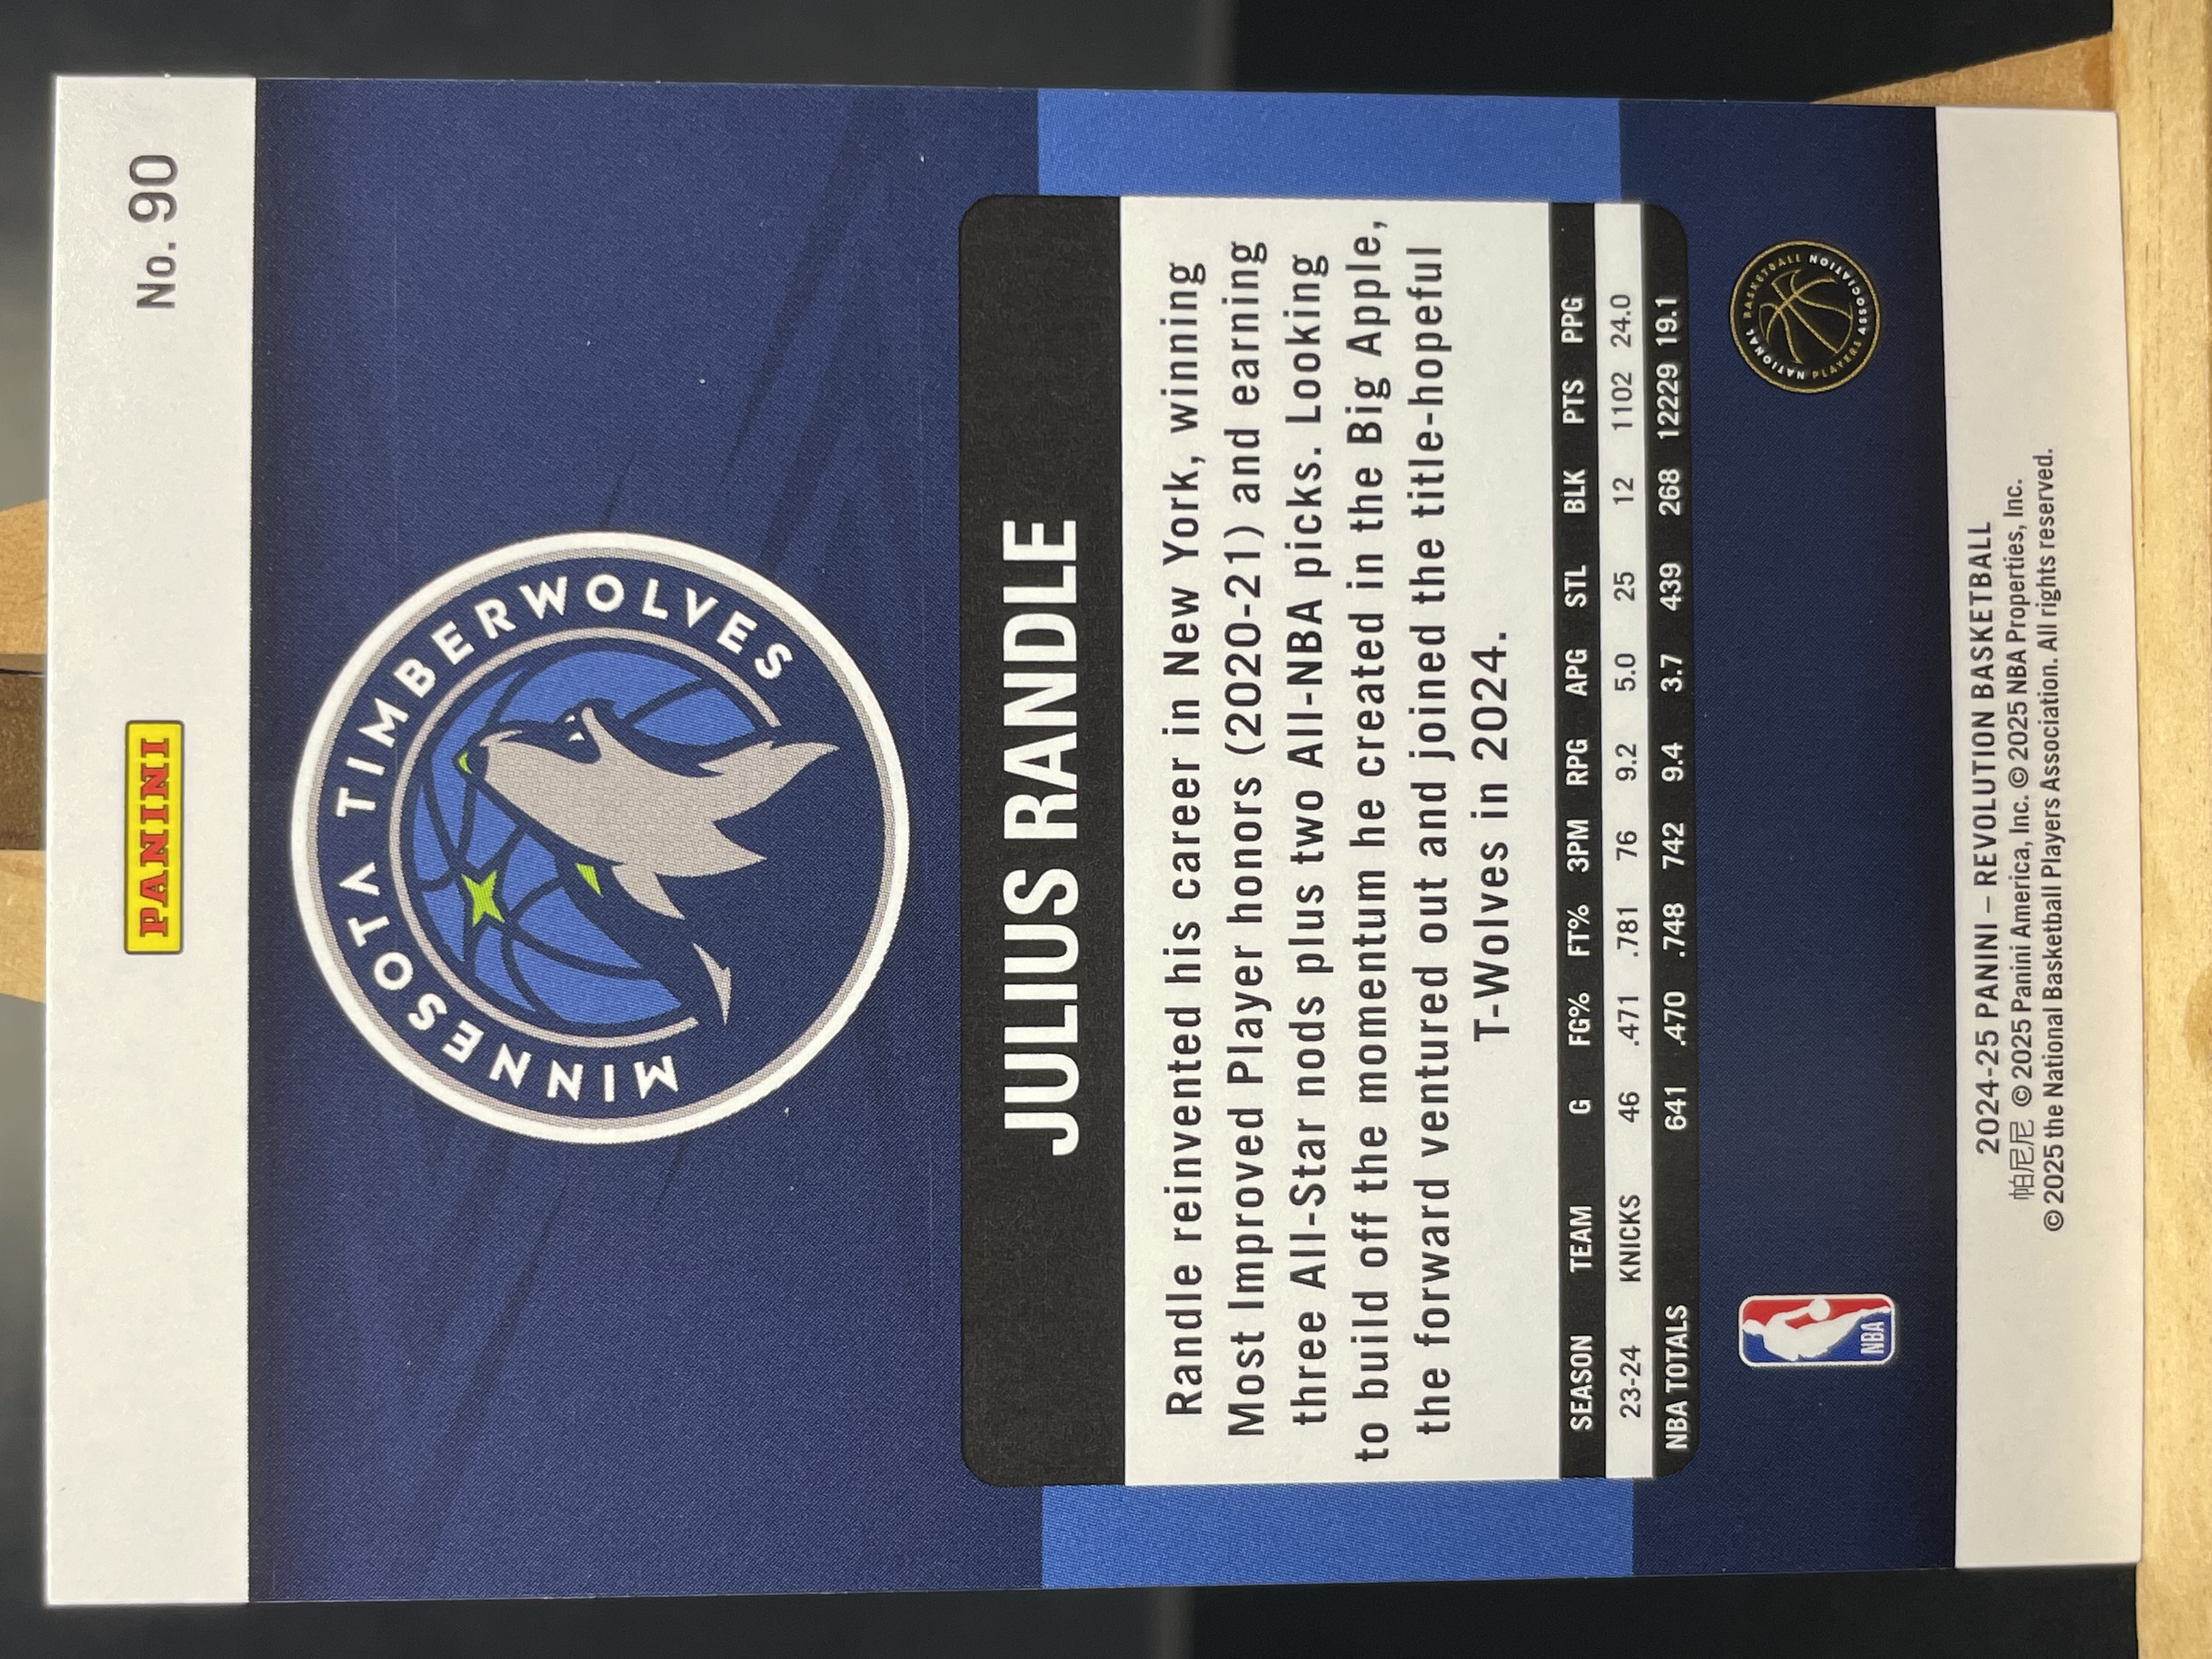 PANINI
No. 90
MINNESOTA TIMBERWOLVES
JULIUS RANDLE
Randle reinvented his career in New York, winning
Most Improved Player honors (2020-21) and earning
three All-Star nods plus two All-NBA picks. Looking
to build off the momentum he created in the Big Apple,
the forward ventured out and joined the title-hopeful
T-Wolves in 2024.
SEASON TEAM G FG% FT% 3PM RPG APG STL BLK PTS PPG
23-24 KNICKS 46 .471 .781 76 9.2 5.0 25 12 1102 24.0
NBA TOTALS 641 .470 .748 742 9.4 3.7 439 268 12229 19.1
NBA
NATIONAL BASKETBALL PLAYERS ASSOCIATION
2024-25 PANINI – REVOLUTION BASKETBALL
帕尼尼 © 2025 Panini America, Inc. © 2025 NBA Properties, Inc.
© 2025 the National Basketball Players Association. All rights reserved.